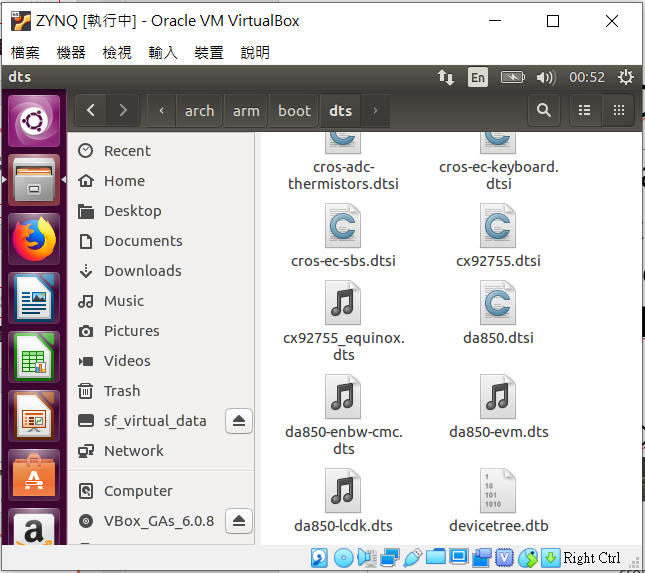 ZYNQ [執行中] - Oracle VM VirtualBox
檔案 機器 檢視 輸入 裝置 說明
dts En 00:52
arch arm boot dts
Recent
Home
Desktop
Documents
Downloads
Music
Pictures
Videos
Trash
sf_virtual_data
Network
Computer
VBox_GAs_6.0.8
cros-adc-
thermistors.dtsi
cros-ec-keyboard.
dtsi
cros-ec-sbs.dtsi
cx92755.dtsi
cx92755_equinox.
dts
da850.dtsi
da850-enbw-cmc.
dts
da850-evm.dts
da850-lcdk.dts
1
10
101
1010
devicetree.dtb
Right Ctrl